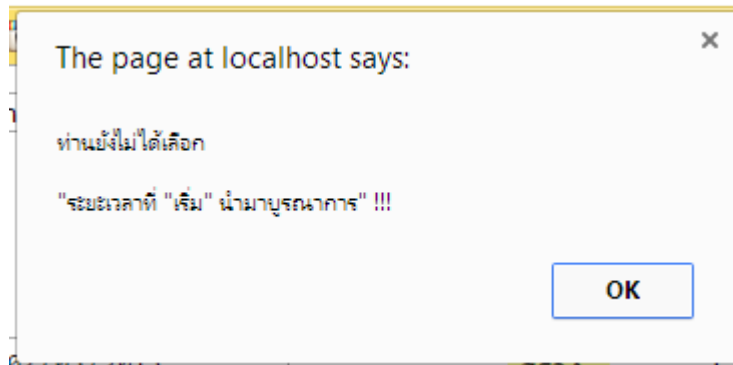 The page at localhost says:
ท่านยังไม่ได้เลือก
"ระยะเวลาที่ "เริ่ม" นำมาบูรณาการ" !!!
OK